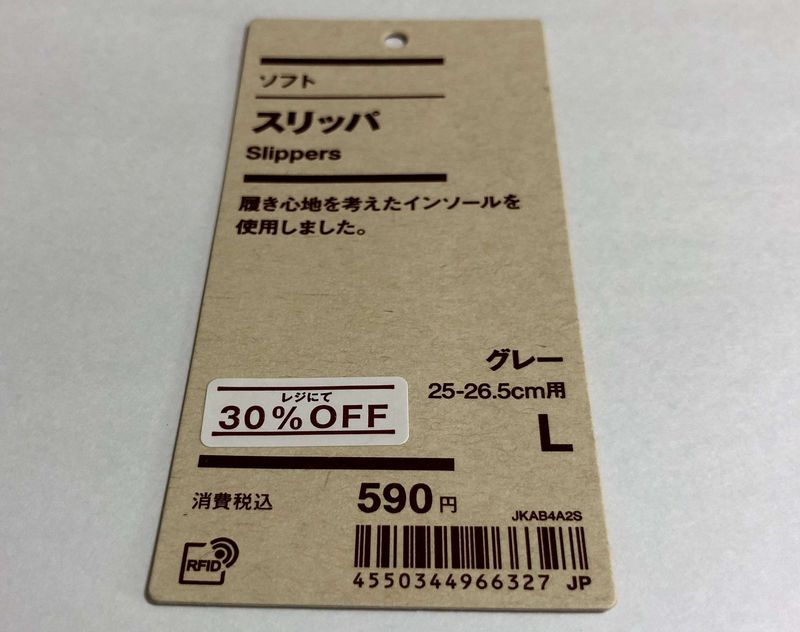 ソフト
スリッパ
Slippers
履き心地を考えたインソールを
使用しました。
グレー
25-26.5cm用
L
レジにて
30%OFF
消費税込 590円
JKAB4A2S
RFID
4550344966327 JP